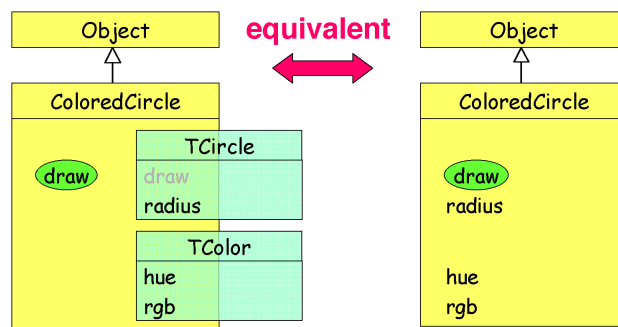 Object
equivalent
Object
ColoredCircle
ColoredCircle
TCircle
draw
draw
draw
radius
radius
TColor
hue
hue
rgb
rgb